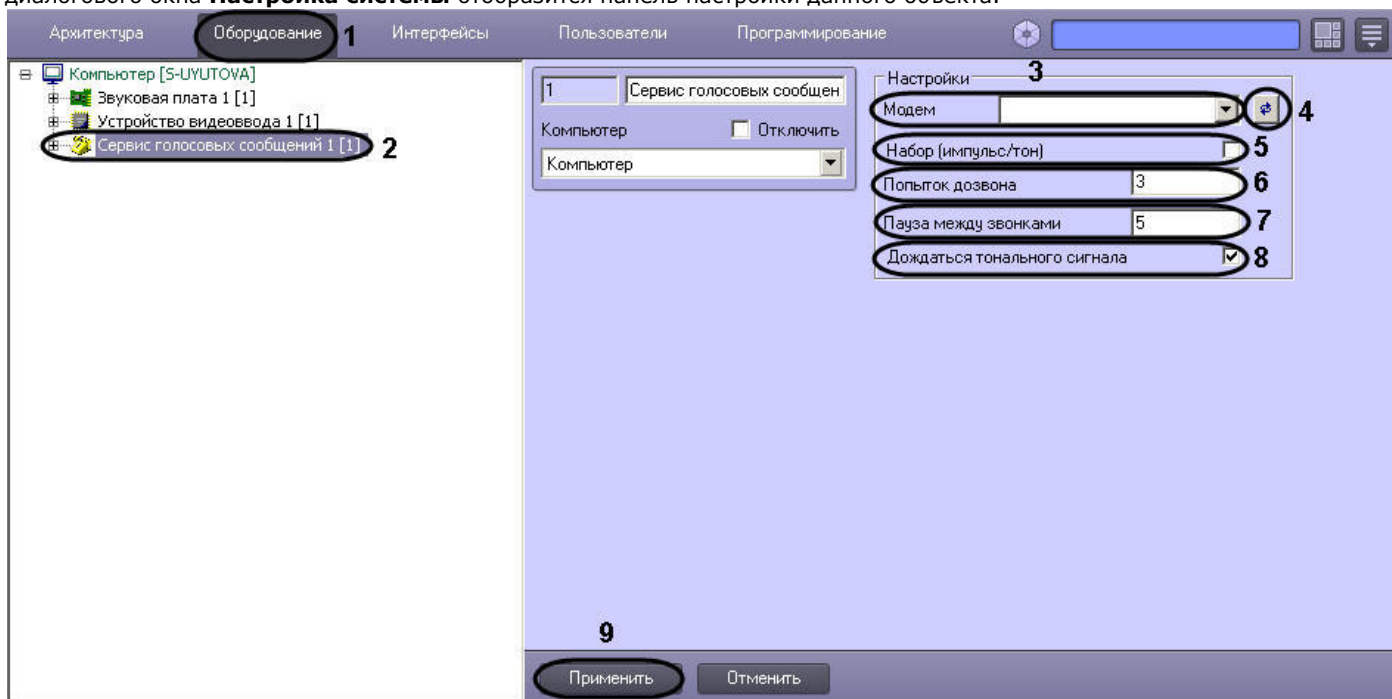 диалогового окна Настройка системы отобразится панель настройки данного объекта.
Архитектура Оборудование 1 Интерфейсы Пользователи Программирование
Компьютер [S-UYUTOVA]
Звуковая плата 1 [1]
Устройство видеоввода 1 [1]
Сервис голосовых сообщений 1 [1] 2
1 Сервис голосовых сообщен
Компьютер Отключить
Компьютер
Настройки 3
Модем 4
Набор (импульс/тон) 5
Попыток дозвона 3 6
Пауза между звонками 5 7
Дождаться тонального сигнала 8
9
Применить Отменить